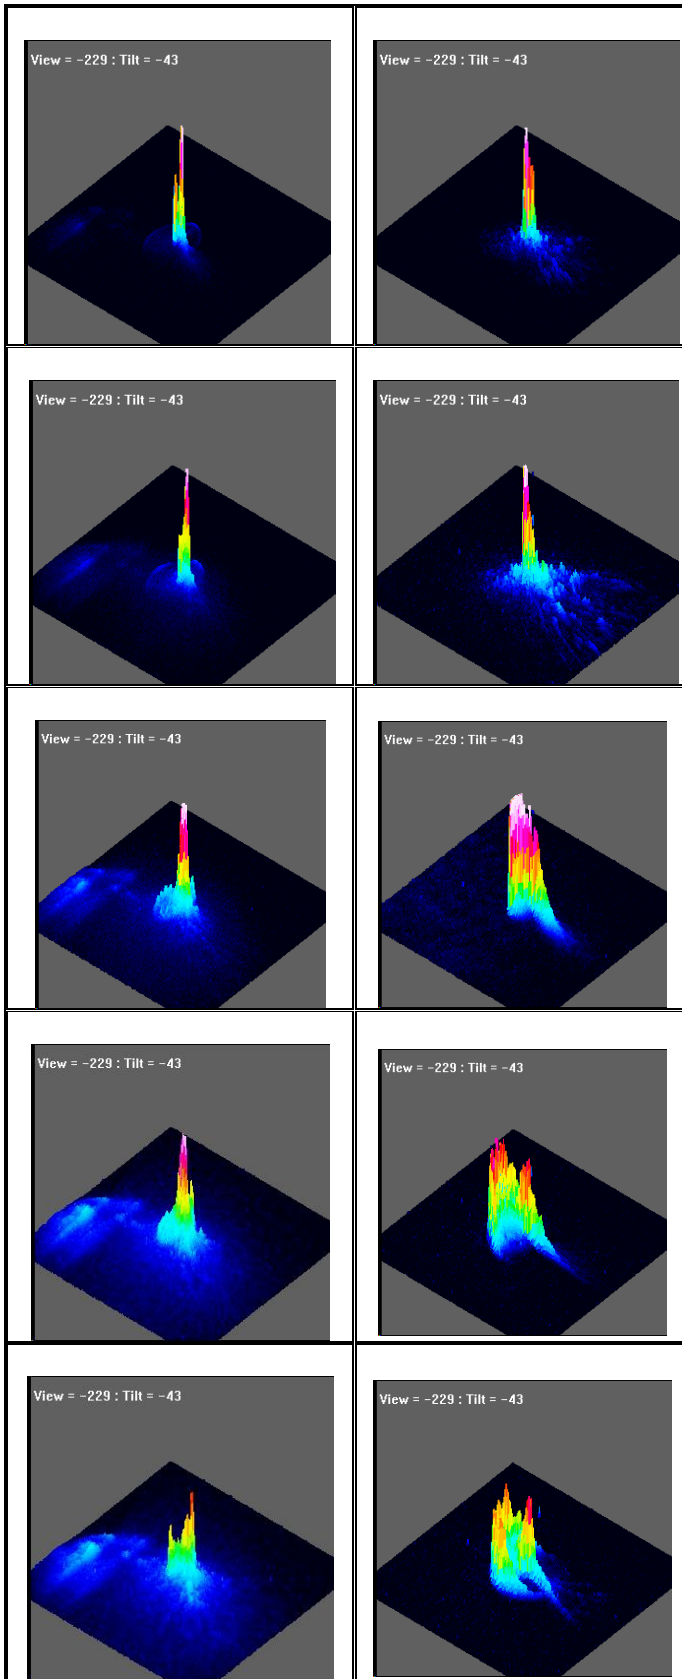 View = -229 : Tilt = -43
View = -229 : Tilt = -43
View = -229 : Tilt = -43
View = -229 : Tilt = -43
View = -229 : Tilt = -43
View = -229 : Tilt = -43
View = -229 : Tilt = -43
View = -229 : Tilt = -43
View = -229 : Tilt = -43
View = -229 : Tilt = -43